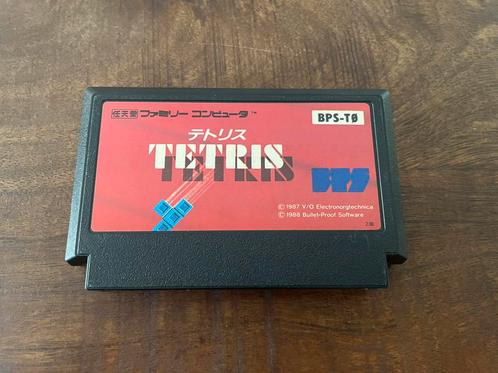 任天堂 ファミリー コンピュータ™
BPS-TØ
テトリス
TETRIS
BPS
©1987 V/O Electronorgtechnica
©1988 Bullet-Proof Software